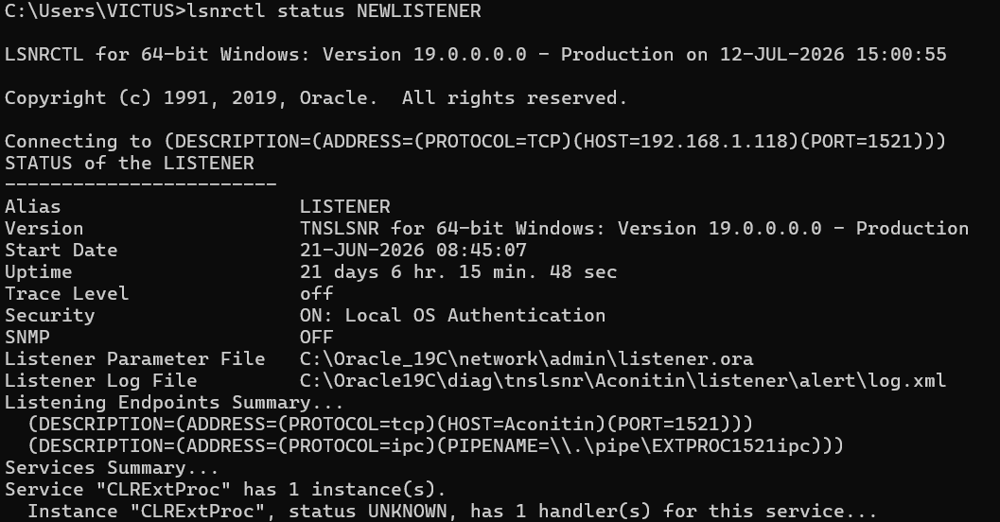 C:\Users\VICTUS>lsnrctl status NEWLISTENER
LSNRCTL for 64-bit Windows: Version 19.0.0.0.0 - Production on 12-JUL-2026 15:00:55
Copyright (c) 1991, 2019, Oracle.  All rights reserved.
Connecting to (DESCRIPTION=(ADDRESS=(PROTOCOL=TCP)(HOST=192.168.1.118)(PORT=1521)))
STATUS of the LISTENER
------------------------
Alias                     LISTENER
Version                   TNSLSNR for 64-bit Windows: Version 19.0.0.0.0 - Production
Start Date                21-JUN-2026 08:45:07
Uptime                    21 days 6 hr. 15 min. 48 sec
Trace Level               off
Security                  ON: Local OS Authentication
SNMP                      OFF
Listener Parameter File   C:\Oracle_19C\network\admin\listener.ora
Listener Log File         C:\Oracle19C\diag\tnslsnr\Aconitin\listener\alert\log.xml
Listening Endpoints Summary...
  (DESCRIPTION=(ADDRESS=(PROTOCOL=tcp)(HOST=Aconitin)(PORT=1521)))
  (DESCRIPTION=(ADDRESS=(PROTOCOL=ipc)(PIPENAME=\\.\pipe\EXTPROC1521ipc)))
Services Summary...
Service "CLRExtProc" has 1 instance(s).
  Instance "CLRExtProc", status UNKNOWN, has 1 handler(s) for this service...